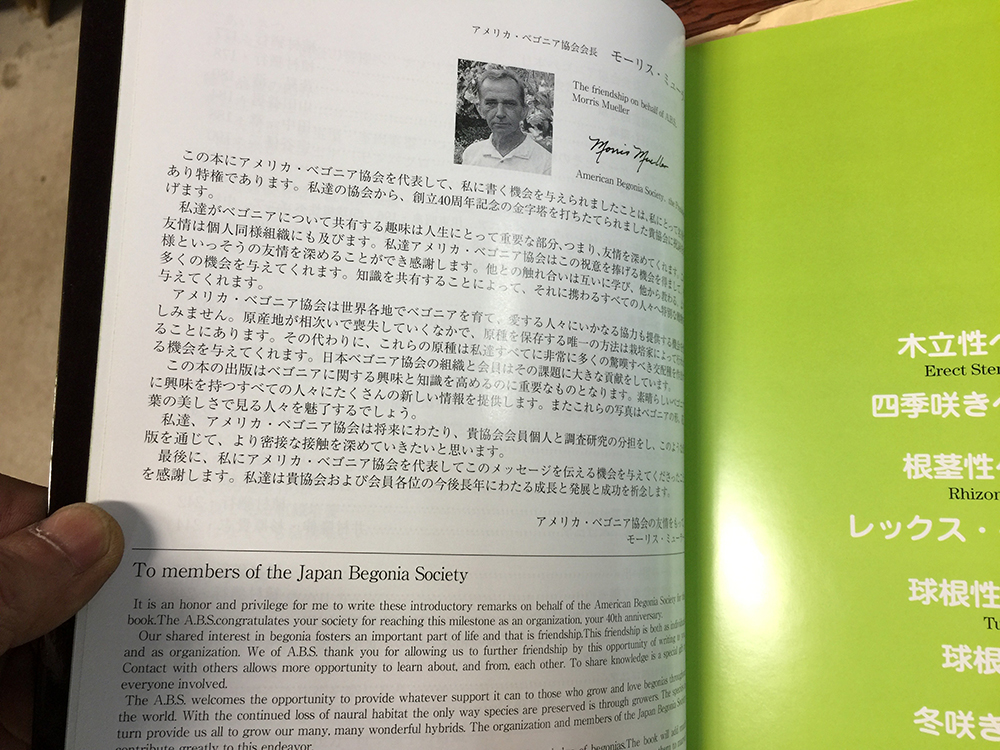 アメリカ・ベゴニア協会会長 モーリス・ミュー
The friendship on behalf of A.B.S.
Morris Mueller
Morris Mueller
American Begonia Society, the
この本にアメリカ・ベゴニア協会を代表して、私に書く機会を与えられましたことは、私にとって
あり特権であります。私達の協会から、創立40周年記念の金字塔を打ちたてられました貴協会に
げます。
私達がベゴニアについて共有する趣味は人生にとって重要な部分、つまり、友情を深めてくれます。
友情は個人同様組織にも及びます。私達アメリカ・ベゴニア協会はこの祝意を捧げる機会を得まして、
様といっそうの友情を深めることができ感謝します。他との触れ合いは互いに学び、他から教わる、
多くの機会を与えてくれます。知識を共有することによって、それに携わるすべての人々へ特別な
与えてくれます。
アメリカ・ベゴニア協会は世界各地でベゴニアを育て、愛する人々にいかなる協力も提供する機会を
しみません。原産地が相次いで喪失していくなかで、原種を保存する唯一の方法は栽培家によって
ることにあります。その代わりに、これらの原種は私達すべてに非常に多くの驚嘆すべき交配種を
る機会を与えてくれます。日本ベゴニア協会の組織と会員はその課題に大きな貢献をしています。
この本の出版はベゴニアに関する興味と知識を高めるのに重要なものとなります。素晴らしいベゴニア
に興味を持つすべての人々にたくさんの新しい情報を提供します。またこれらの写真はベゴニアの花、
葉の美しさで見る人々を魅了するでしょう。
私達、アメリカ・ベゴニア協会は将来にわたり、貴協会会員個人と調査研究の分担をし、このような
版を通じて、より密接な接触を深めていきたいと思います。
最後に、私にアメリカ・ベゴニア協会を代表してこのメッセージを伝える機会を与えてくださった
を感謝します。私達は貴協会および会員各位の今後長年にわたる成長と発展と成功を祈念します。
アメリカ・ベゴニア協会の友情をもって
モーリス・ミュー
To members of the Japan Begonia Society
It is an honor and privilege for me to write these introductory remarks on behalf of the American Begonia Society for
book.The A.B.S.congratulates your society for reaching this milestone as an organization, your 40th anniversary.
Our shared interest in begonia fosters an important part of life and that is friendship.This friendship is both as
and as organization. We of A.B.S. thank you for allowing us to further friendship by this opportunity of writing
Contact with others allows more opportunity to learn about, and from, each other. To share knowledge is a special
everyone involved.
The A.B.S. welcomes the opportunity to provide whatever support it can to those who grow and love begonias
the world. With the continued loss of naural habitat the only way species are preserved is through growers. The
turn provide us all to grow our many, many wonderful hybrids. The organization and members of the Japan Begonia
contribute greatly to this endeavor.
of begonias.The book will
木立性ベ
Erect
四季咲きベ
根茎性ベ
レックス・
球根性
球根
冬咲き